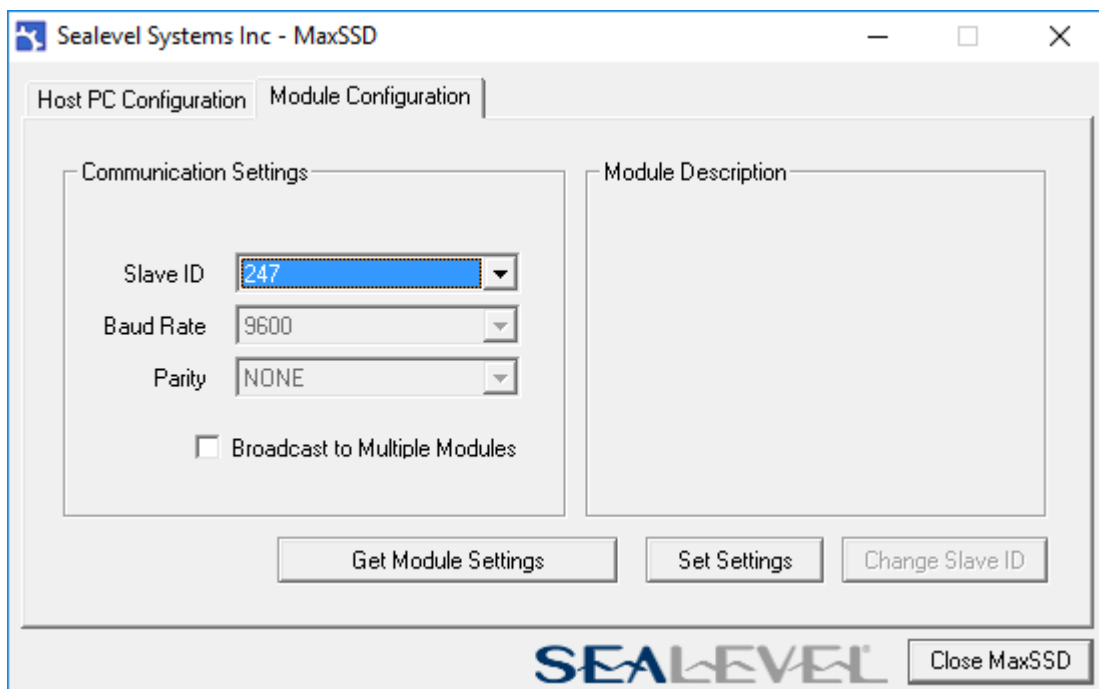 Sealevel Systems Inc - MaxSSD
Host PC Configuration Module Configuration
Communication Settings Module Description
Slave ID 247
Baud Rate 9600
Parity NONE
Broadcast to Multiple Modules
Get Module Settings Set Settings Change Slave ID
SEALEVEL Close MaxSSD